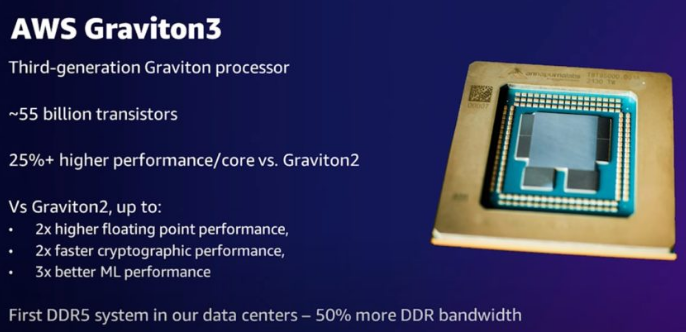 AWS Graviton3
Third-generation Graviton processor
~55 billion transistors
25%+ higher performance/core vs. Graviton2
Vs Graviton2, up to:
• 2x higher floating point performance,
• 2x faster cryptographic performance,
• 3x better ML performance
First DDR5 system in our data centers – 50% more DDR bandwidth